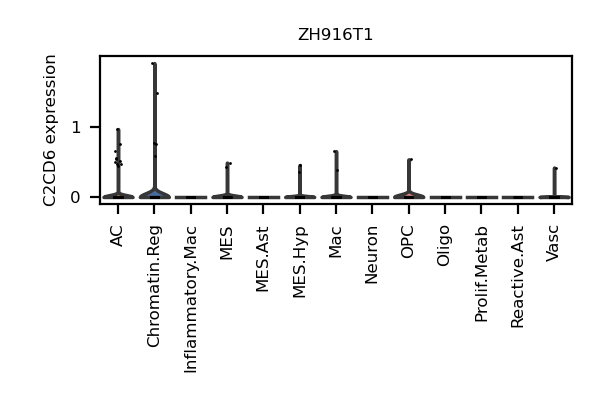 ZH916T1
C2CD6 expression
1
0
AC
Chromatin.Reg
Inflammatory.Mac
MES
MES.Ast
MES.Hyp
Mac
Neuron
OPC
Oligo
Prolif.Metab
Reactive.Ast
Vasc